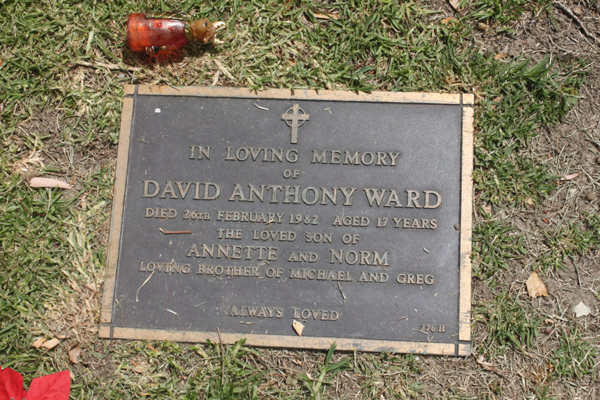 IN LOVING MEMORY
OF
DAVID ANTHONY WARD
DIED 26TH FEBRUARY 1982 AGED 17 YEARS
THE LOVED SON OF
ANNETTE AND NORM
LOVING BROTHER OF MICHAEL AND GREG
ALWAYS LOVED
226 H